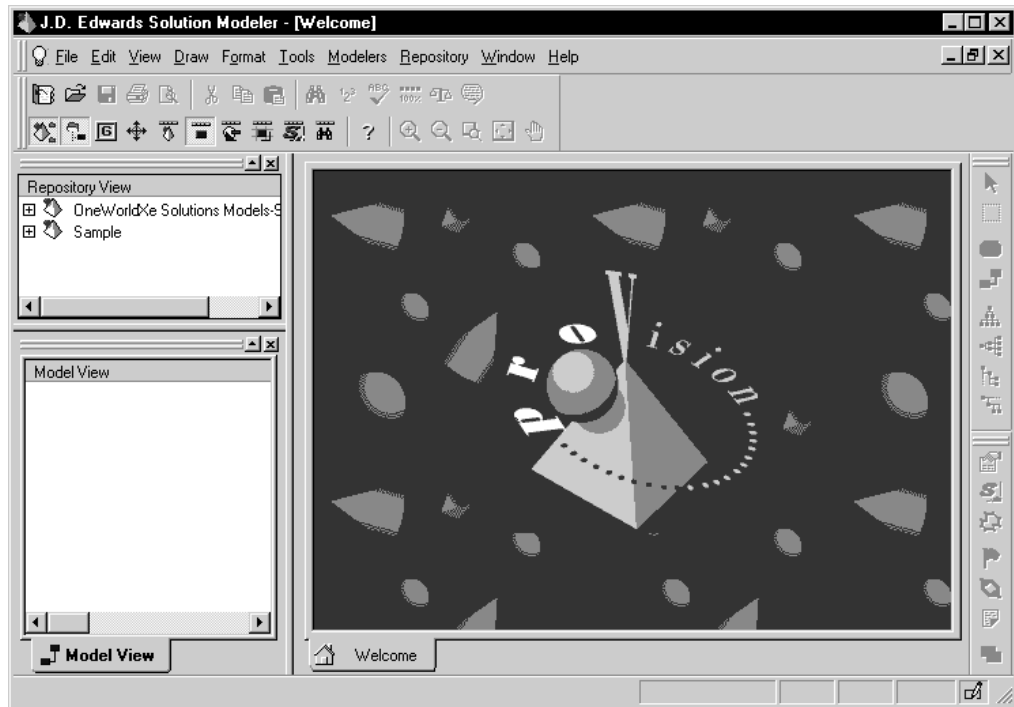 J.D. Edwards Solution Modeler - [Welcome]
File Edit View Draw Format Tools Modelers Repository Window Help
Repository View
OneWorldXe Solutions Models-S
Sample
Model View
Model View
pro Vision
Welcome